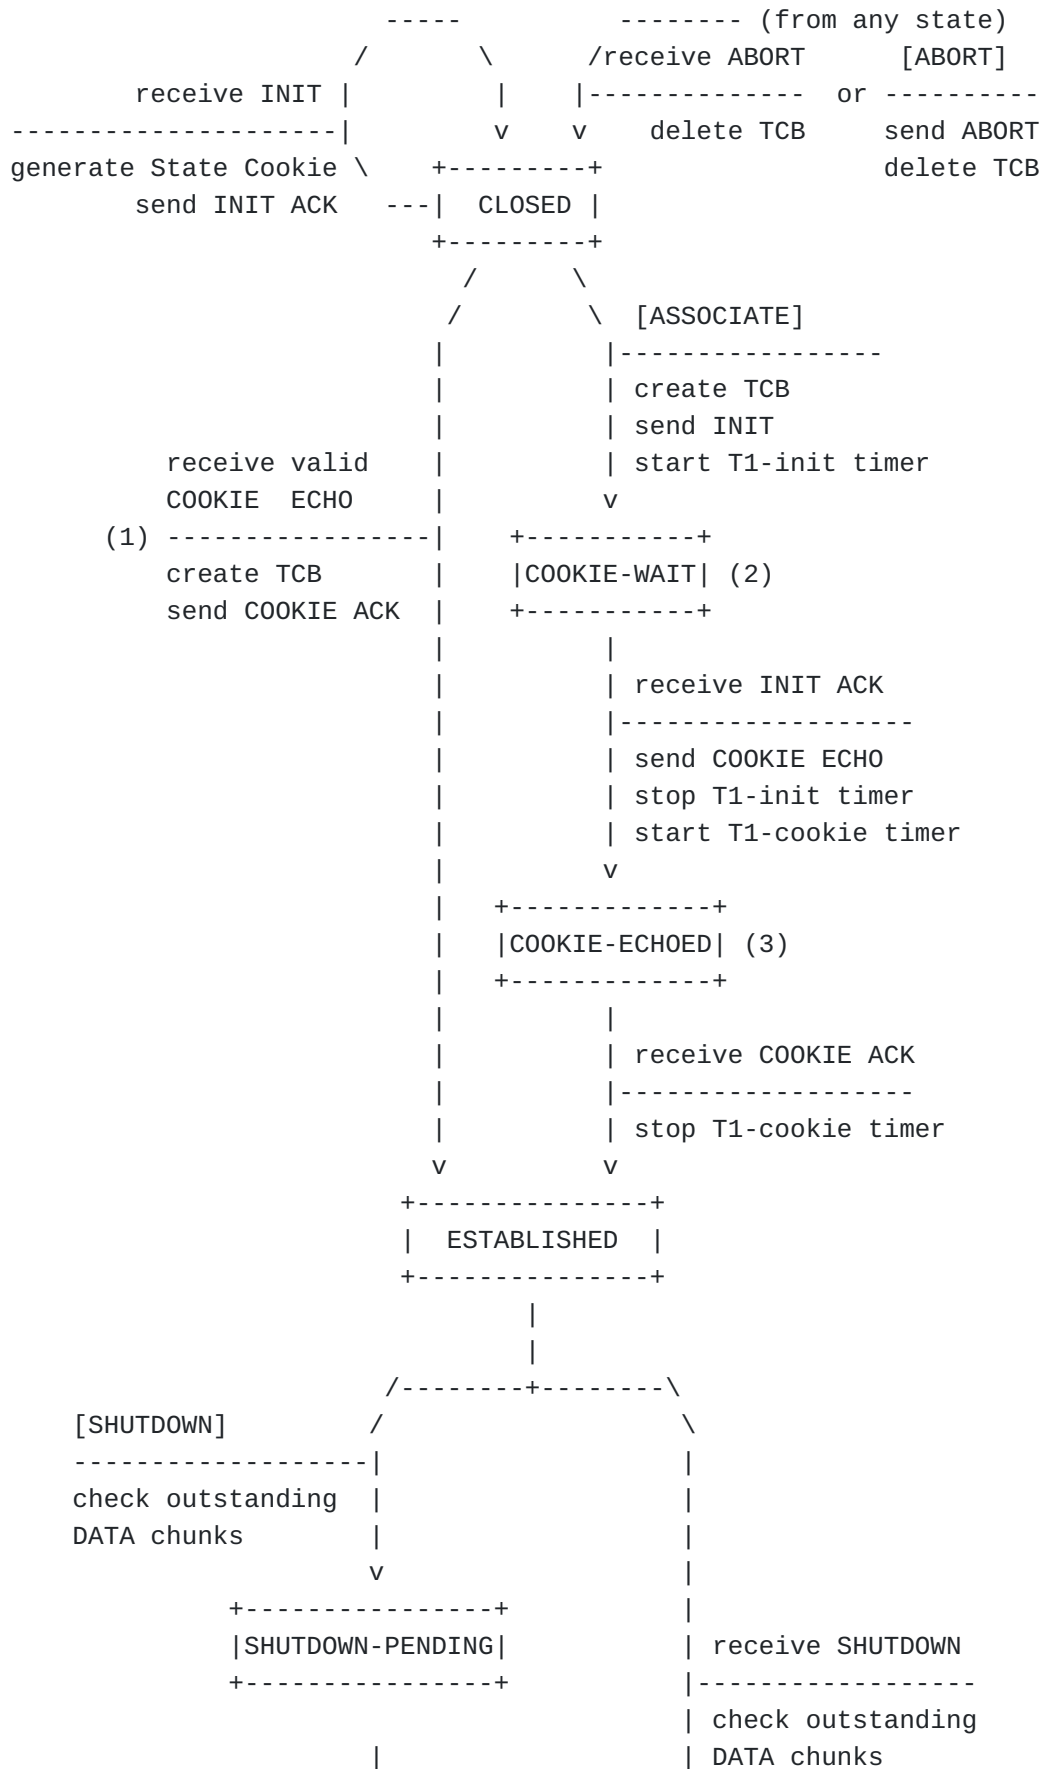 -----          -------- (from any state)
                                              /       \      /receive ABORT      [ABORT]
                                receive INIT |         |    |--------------  or ----------
                        ---------------------|         v    v    delete TCB     send ABORT
                        generate State Cookie \    +---------+                  delete TCB
                                send INIT ACK   ---|  CLOSED |
                                                   +---------+
                                                     /      \
                                                    /        \  [ASSOCIATE]
                                                   |          |-----------------
                                                   |          | create TCB
                                                   |          | send INIT
                                  receive valid    |          | start T1-init timer
                                  COOKIE  ECHO     |          v
                              (1) -----------------|    +-----------+
                                  create TCB       |    |COOKIE-WAIT| (2)
                                  send COOKIE ACK  |    +-----------+
                                                   |          |
                                                   |          | receive INIT ACK
                                                   |          |-------------------
                                                   |          | send COOKIE ECHO
                                                   |          | stop T1-init timer
                                                   |          | start T1-cookie timer
                                                   |          v
                                                   |   +-------------+
                                                   |   |COOKIE-ECHOED| (3)
                                                   |   +-------------+
                                                   |          |
                                                   |          | receive COOKIE ACK
                                                   |          |-------------------
                                                   |          | stop T1-cookie timer
                                                   v          v
                                                 +---------------+
                                                 |  ESTABLISHED  |
                                                 +---------------+
                                                         |
                                                         |
                                                /--------+--------\
                            [SHUTDOWN]         /                   \
                            -------------------|                   |
                            check outstanding  |                   |
                            DATA chunks        |                   |
                                               v                   |
                                      +----------------+           |
                                      |SHUTDOWN-PENDING|           | receive SHUTDOWN
                                      +----------------+           |------------------
                                                                   | check outstanding
                                               |                   | DATA chunks